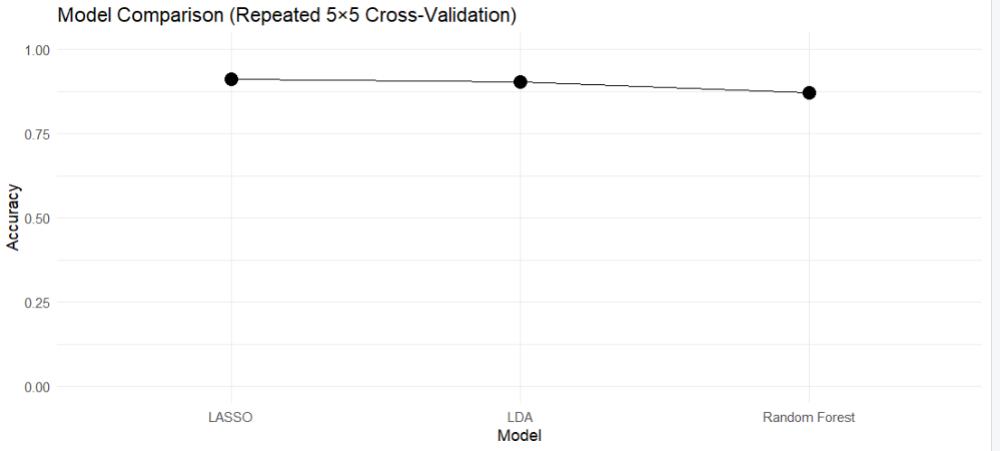 Model Comparison (Repeated 5×5 Cross-Validation)
1.00
0.75
0.50
0.25
0.00
Accuracy
LASSO
LDA
Random Forest
Model